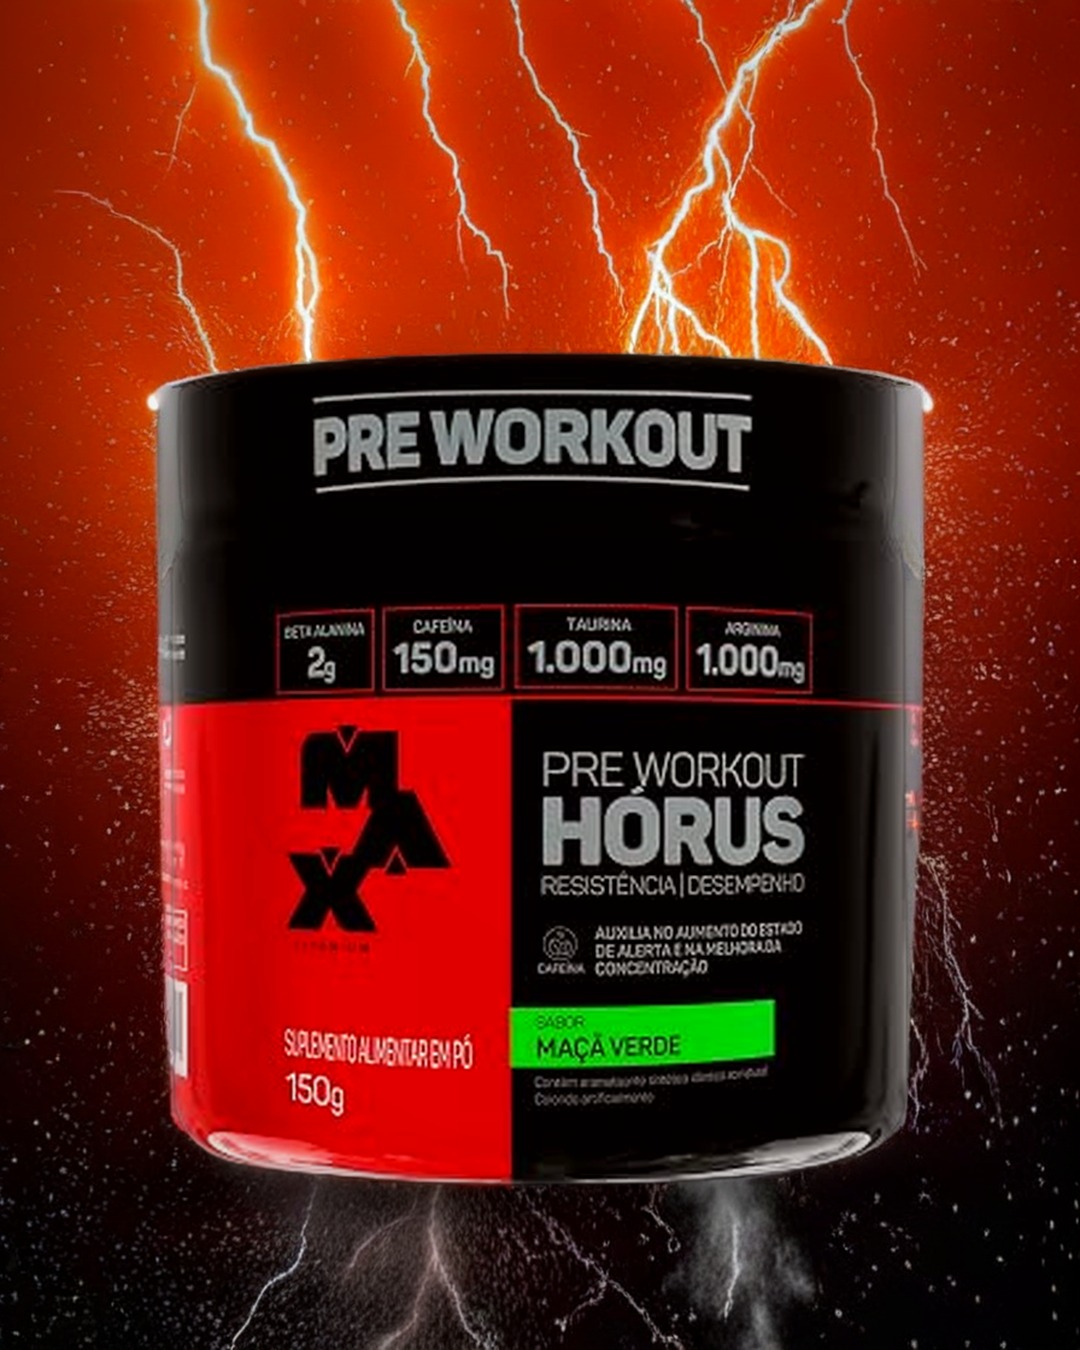 PRE WORKOUT
BETA ALANINA
2g
CAFEÍNA
150mg
TAURINA
1.000mg
ARGININA
1.000mg
MAX
PRE WORKOUT
HÓRUS
RESISTÊNCIA | DESEMPENHO
CAFEÍNA
AUXILIA NO AUMENTO DO ESTADO
DE ALERTA E NA MELHORA DA
CONCENTRAÇÃO
SABOR
MAÇÃ VERDE
Colorido artificialmente
SUPLEMENTO ALIMENTAR EM PÓ
150g